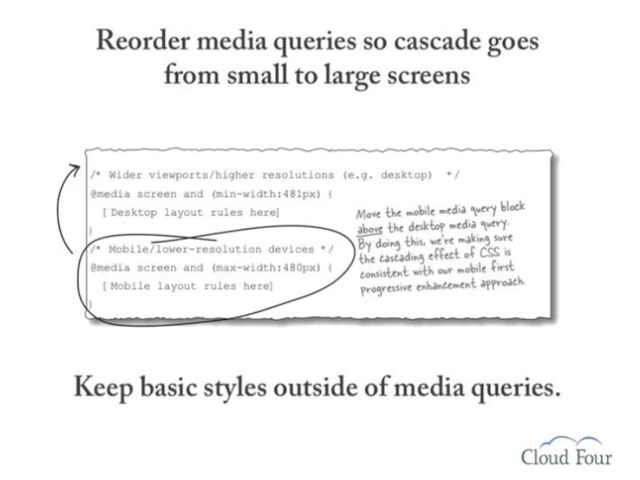 Reorder media queries so cascade goes
from small to large screens
/* Wider viewports/higher resolutions (e.g. desktop) */
@media screen and (min-width:481px) {
[Desktop layout rules here]
}
/* Mobile/lower-resolution devices */
@media screen and (max-width:480px) {
[Mobile layout rules here]
}
Move the mobile media query block
above the desktop media query.
By doing this, we're making sure
the cascading effect of CSS is
consistent with our mobile first
progressive enhancement approach.
Keep basic styles outside of media queries.
Cloud Four